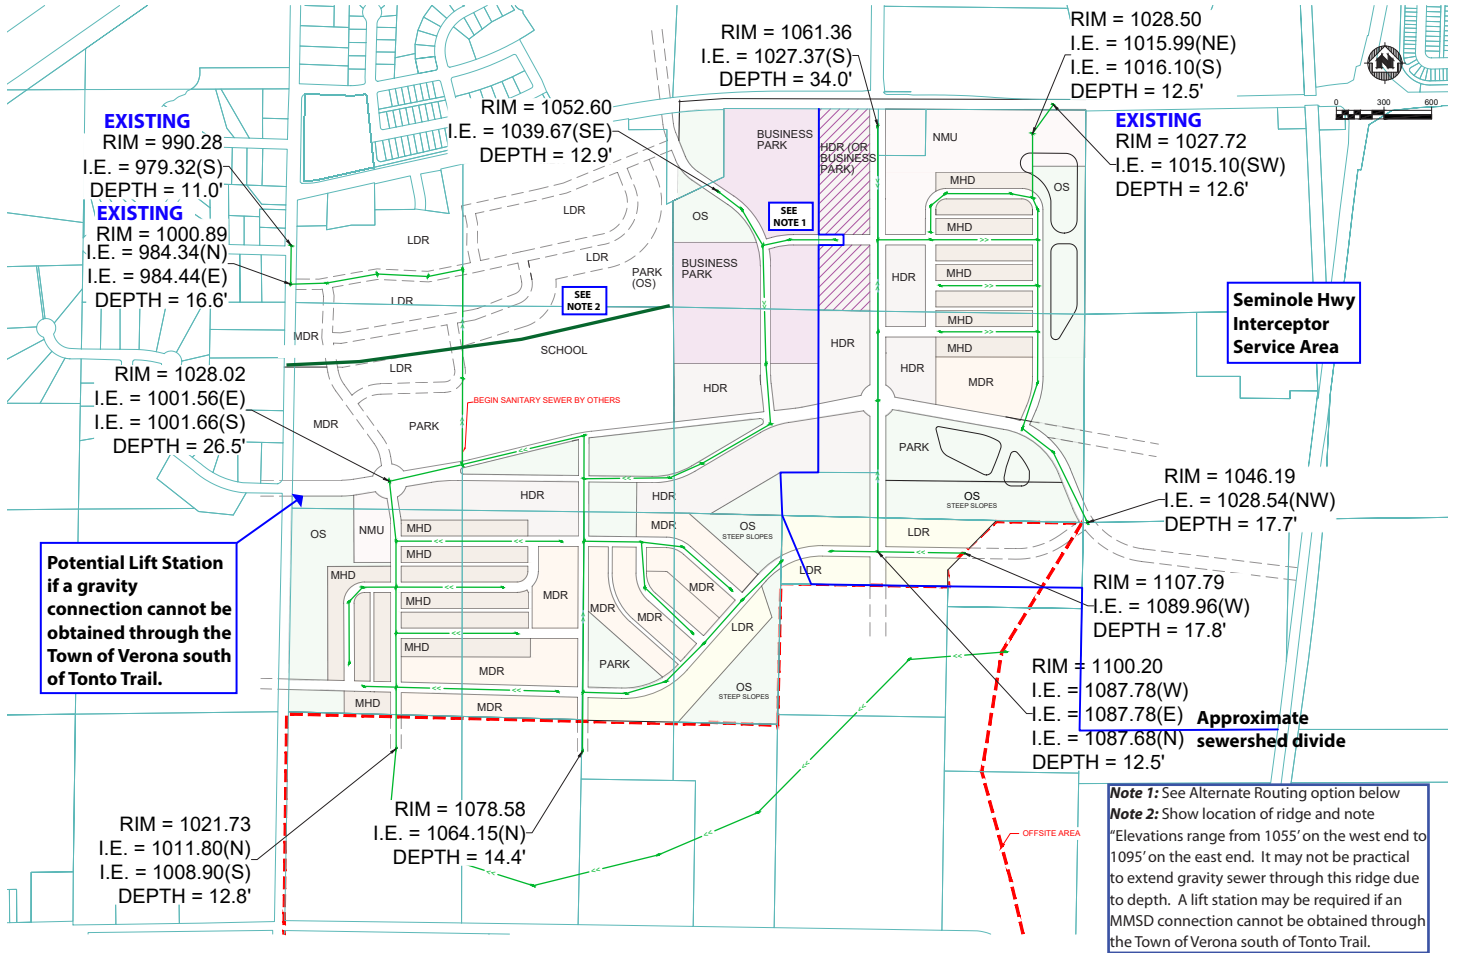 RIM = 1061.36
I.E. = 1027.37(S)
DEPTH = 34.0'
RIM = 1028.50
I.E. = 1015.99(NE)
I.E. = 1016.10(S)
DEPTH = 12.5'
N
0 300 600
RIM = 1052.60
I.E. = 1039.67(SE)
DEPTH = 12.9'
EXISTING
RIM = 990.28
I.E. = 979.32(S)
DEPTH = 11.0'
EXISTING
RIM = 1000.89
I.E. = 984.34(N)
I.E. = 984.44(E)
DEPTH = 16.6'
EXISTING
RIM = 1027.72
I.E. = 1015.10(SW)
DEPTH = 12.6'
BUSINESS
PARK
HDR (OR
BUSINESS
PARK)
NMU
MHD
OS
LDR
OS
SEE
NOTE 1
MHD
LDR
LDR
PARK
(OS)
BUSINESS
PARK
HDR
MHD
LDR
SEE
NOTE 2
MHD
MDR
SCHOOL
HDR
MHD
LDR
HDR
HDR
MDR
Seminole Hwy
Interceptor
Service Area
RIM = 1028.02
I.E. = 1001.56(E)
I.E. = 1001.66(S)
DEPTH = 26.5'
BEGIN SANITARY SEWER BY OTHERS
MDR
PARK
PARK
HDR
HDR
OS
STEEP SLOPES
RIM = 1046.19
I.E. = 1028.54(NW)
DEPTH = 17.7'
OS
NMU
MHD
MDR
OS
STEEP SLOPES
LDR
MHD
MHD
LDR
Potential Lift Station
if a gravity
connection cannot be
obtained through the
Town of Verona south
of Tonto Trail.
MHD
MDR
MDR
MDR
MDR
LDR
MHD
PARK
MDR
OS
STEEP SLOPES
MHD
MDR
RIM = 1107.79
I.E. = 1089.96(W)
DEPTH = 17.8'
RIM = 1100.20
I.E. = 1087.78(W)
I.E. = 1087.78(E)
I.E. = 1087.68(N)
DEPTH = 12.5'
Approximate
sewershed divide
RIM = 1021.73
I.E. = 1011.80(N)
I.E. = 1008.90(S)
DEPTH = 12.8'
RIM = 1078.58
I.E. = 1064.15(N)
DEPTH = 14.4'
OFFSITE AREA
Note 1: See Alternate Routing option below
Note 2: Show location of ridge and note
"Elevations range from 1055' on the west end to
1095' on the east end. It may not be practical
to extend gravity sewer through this ridge due
to depth. A lift station may be required if an
MMSD connection cannot be obtained through
the Town of Verona south of Tonto Trail.